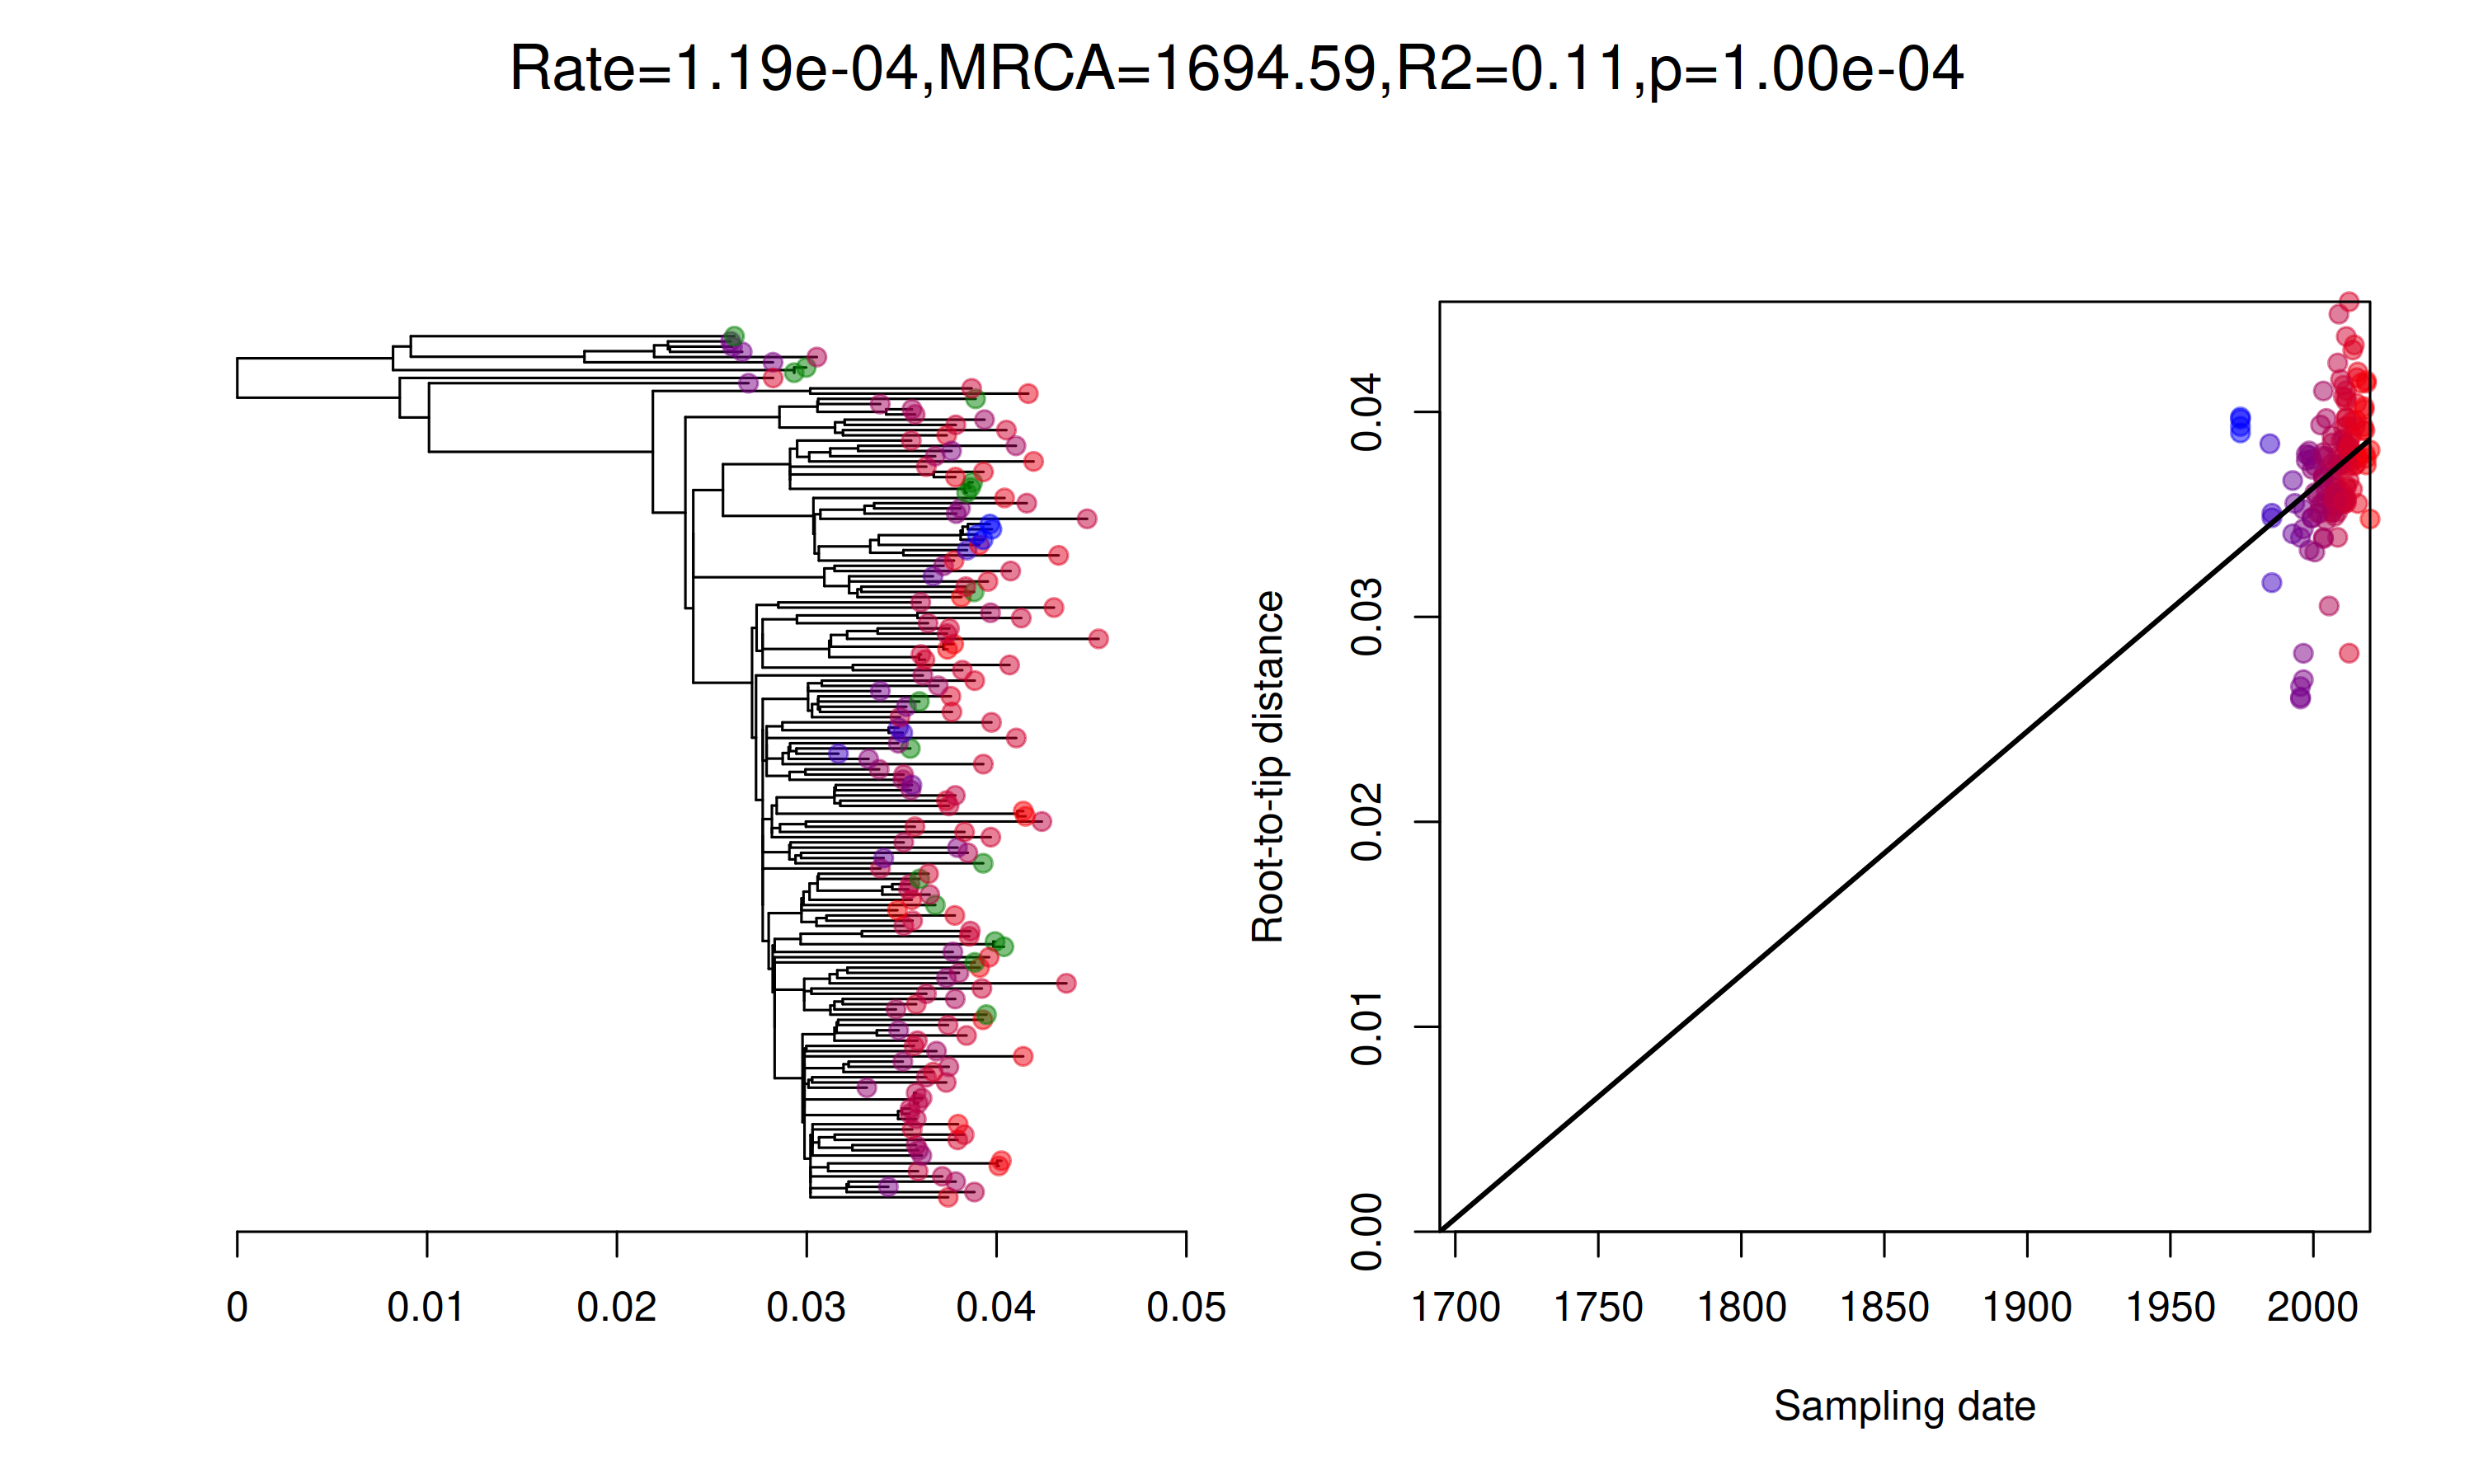 Rate=1.19e-04,MRCA=1694.59,R2=0.11,p=1.00e-04
0 0.01 0.02 0.03 0.04 0.05
Root-to-tip distance
0.00 0.01 0.02 0.03 0.04
1700 1750 1800 1850 1900 1950 2000
Sampling date